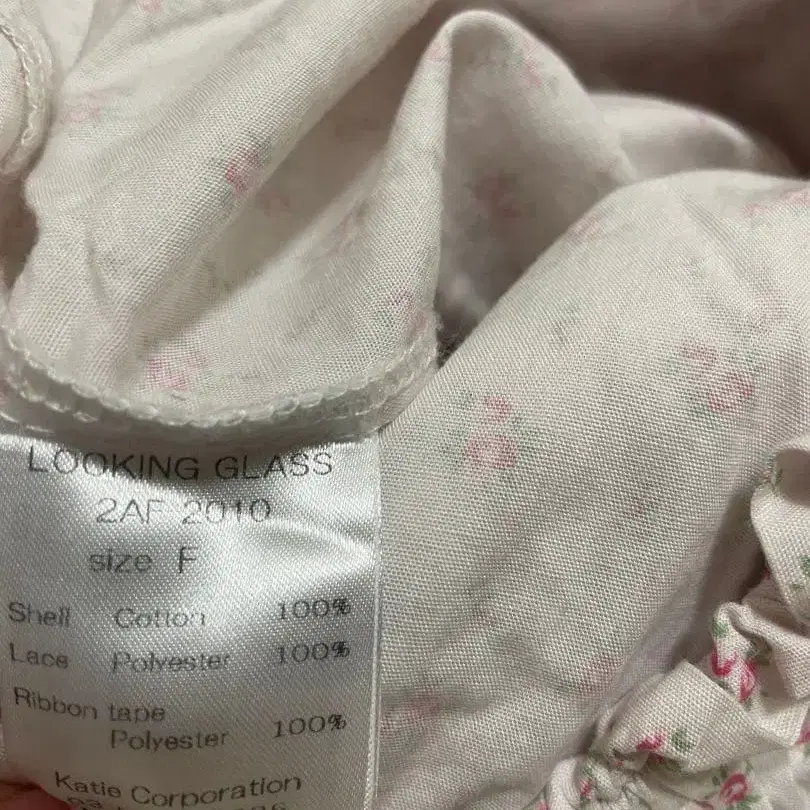 LOOKING GLASS
2AF 2010
size F
Shell Cotton 100%
Lace Polyester 100%
Ribbon tape
Polyester 100%
Katie Corporation